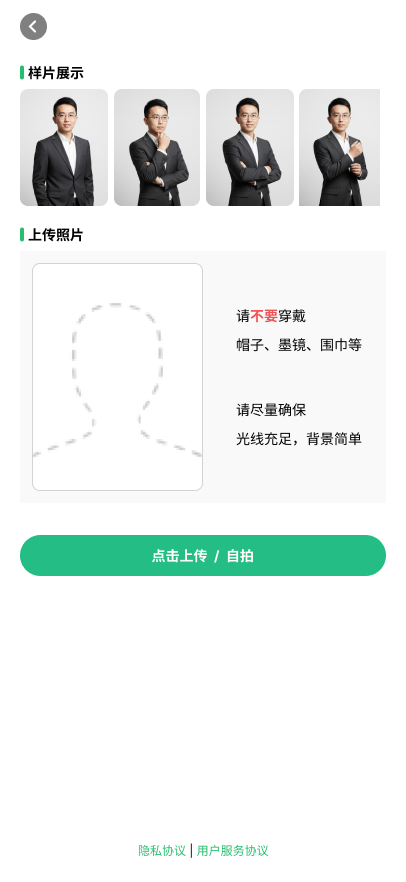 样片展示
上传照片
请不要穿戴
帽子、墨镜、围巾等
请尽量确保
光线充足，背景简单
点击上传 / 自拍
隐私协议 | 用户服务协议